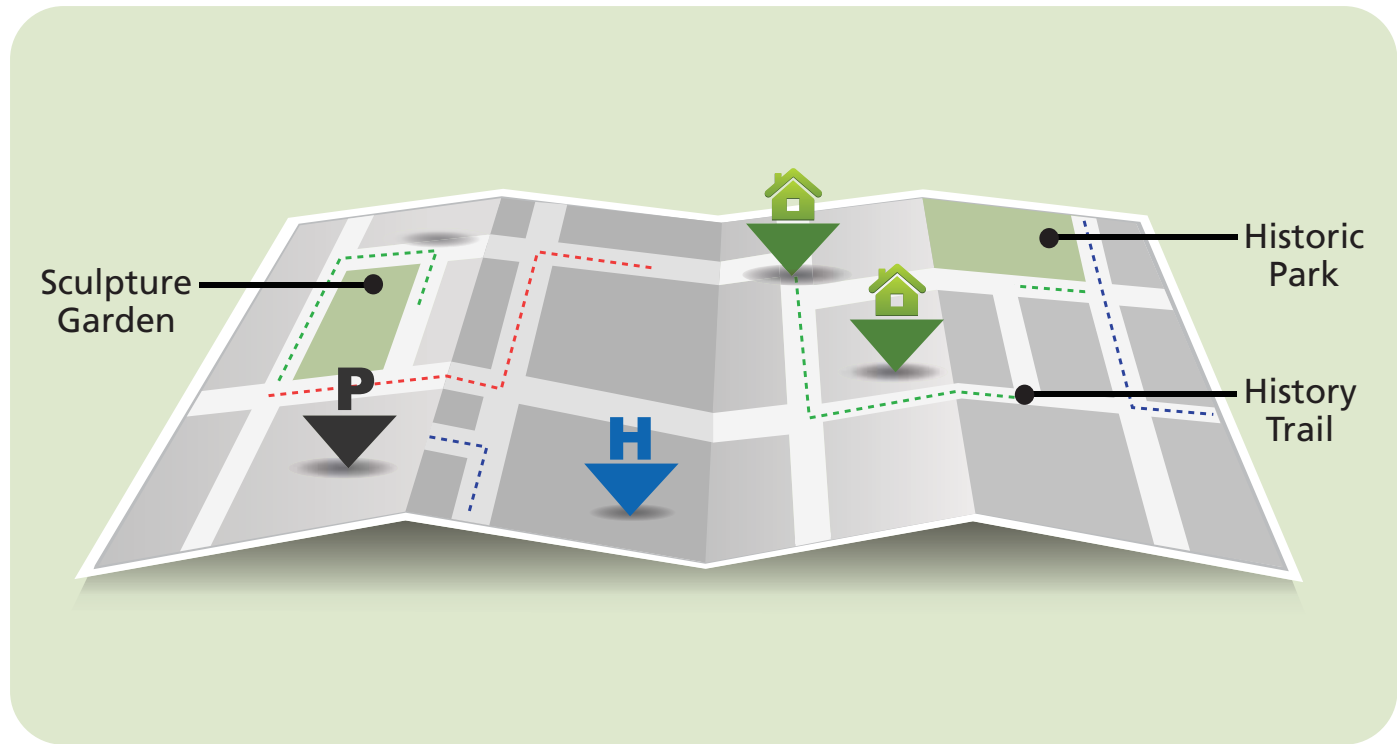 Historic
Park
Sculpture
Garden
P
History
Trail
H